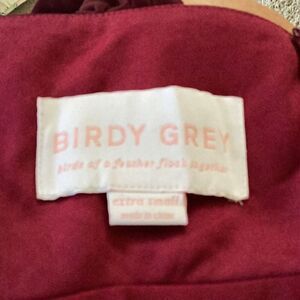 BIRDY GREY
birds of a feather flock together
extra small
made in china